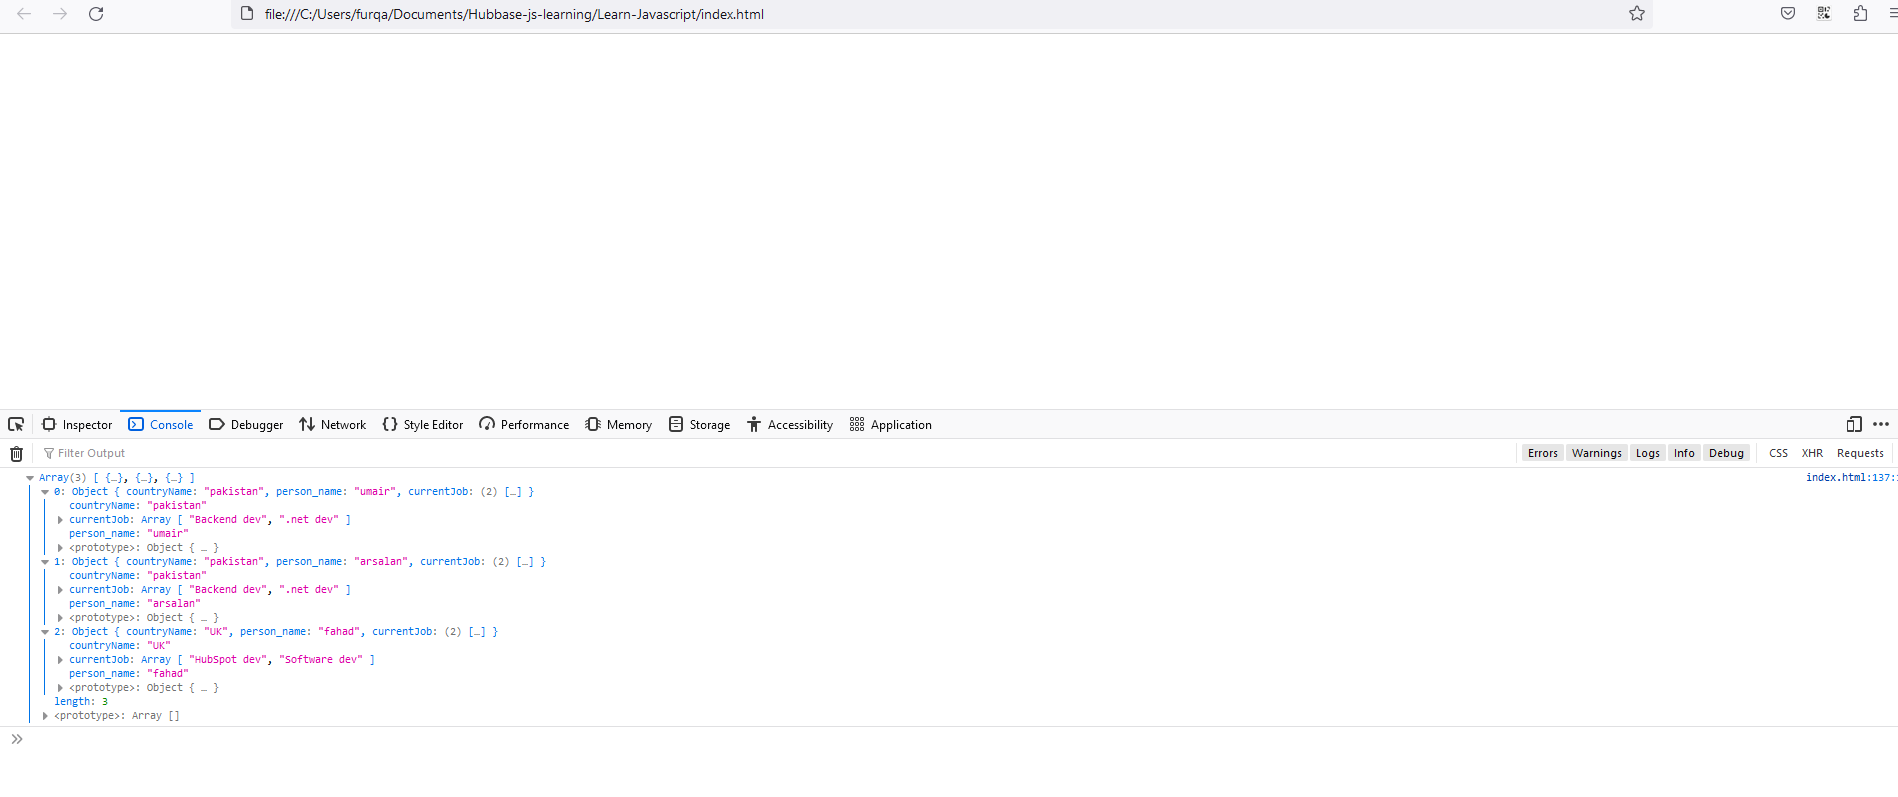 file:///C:/Users/furqa/Documents/Hubbase-js-learning/Learn-Javascript/index.html
Inspector Console Debugger Network Style Editor Performance Memory Storage Accessibility Application
Filter Output Errors Warnings Logs Info Debug CSS XHR Requests
Array(3) [ {…}, {…}, {…} ] index.html:137:
0: Object { countryName: "pakistan", person_name: "umair", currentJob: (2) […] }
countryName: "pakistan"
currentJob: Array [ "Backend dev", ".net dev" ]
person_name: "umair"
<prototype>: Object { … }
1: Object { countryName: "pakistan", person_name: "arsalan", currentJob: (2) […] }
countryName: "pakistan"
currentJob: Array [ "Backend dev", ".net dev" ]
person_name: "arsalan"
<prototype>: Object { … }
2: Object { countryName: "UK", person_name: "fahad", currentJob: (2) […] }
countryName: "UK"
currentJob: Array [ "HubSpot dev", "Software dev" ]
person_name: "fahad"
<prototype>: Object { … }
length: 3
<prototype>: Array []